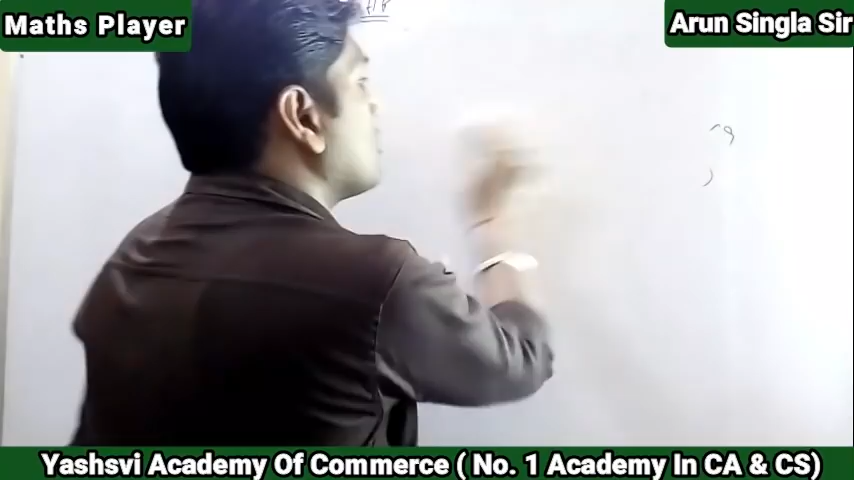 Maths Player
Arun Singla Sir
Yashsvi Academy Of Commerce ( No. 1 Academy In CA & CS)